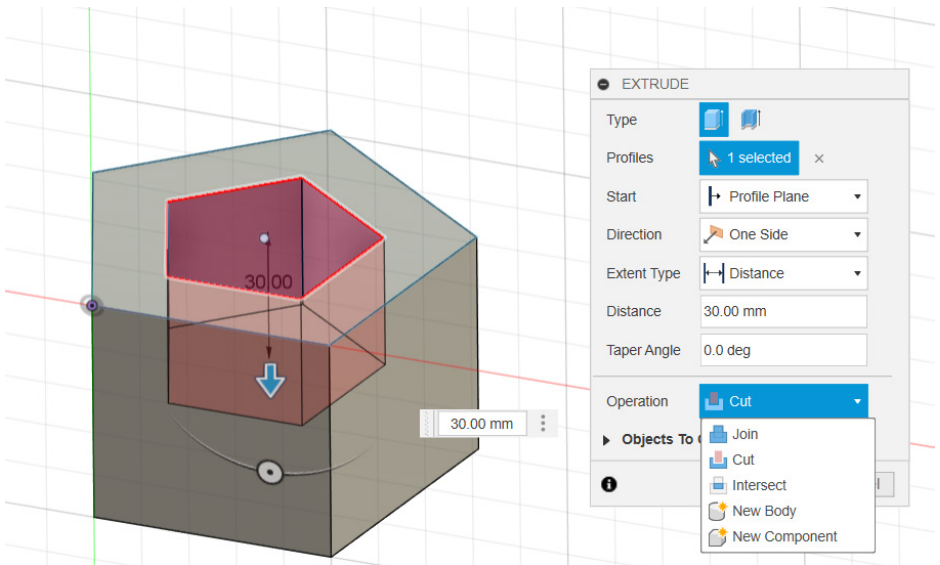 EXTRUDE
Type
Profiles 1 selected ×
Start Profile Plane
Direction One Side
Extent Type Distance
Distance 30.00 mm
Taper Angle 0.0 deg
Operation Cut
Objects To
Join
Cut
Intersect
New Body
New Component
30.00
30.00 mm